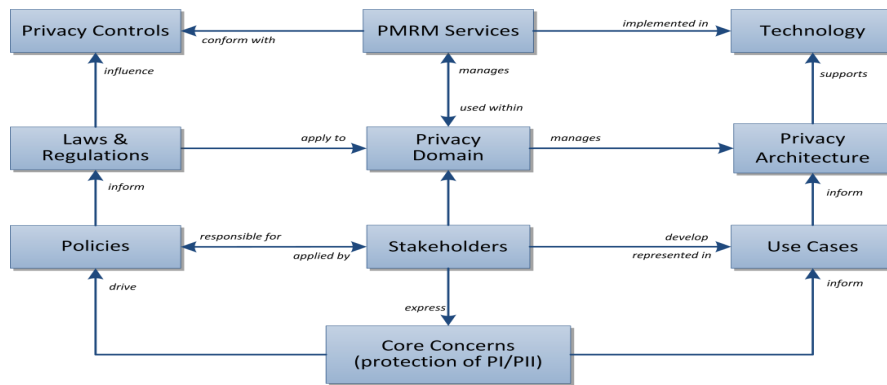 Privacy Controls
PMRM Services
Technology
implemented in
conform with
influence
manages
supports
used within
Laws &
Regulations
apply to
Privacy
Domain
manages
Privacy
Architecture
inform
inform
Policies
responsible for
applied by
Stakeholders
develop
represented in
Use Cases
drive
express
inform
Core Concerns
(protection of PI/PII)